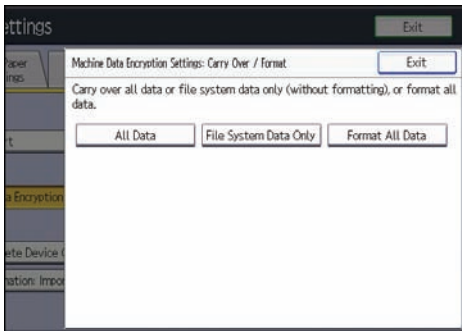 ettings
Exit
Paper
ings
Machine Data Encryption Settings: Carry Over / Format
Exit
Carry over all data or file system data only (without formatting), or format all
data.
t
All Data
File System Data Only
Format All Data
a Encryption
ete Device
mation: Impor